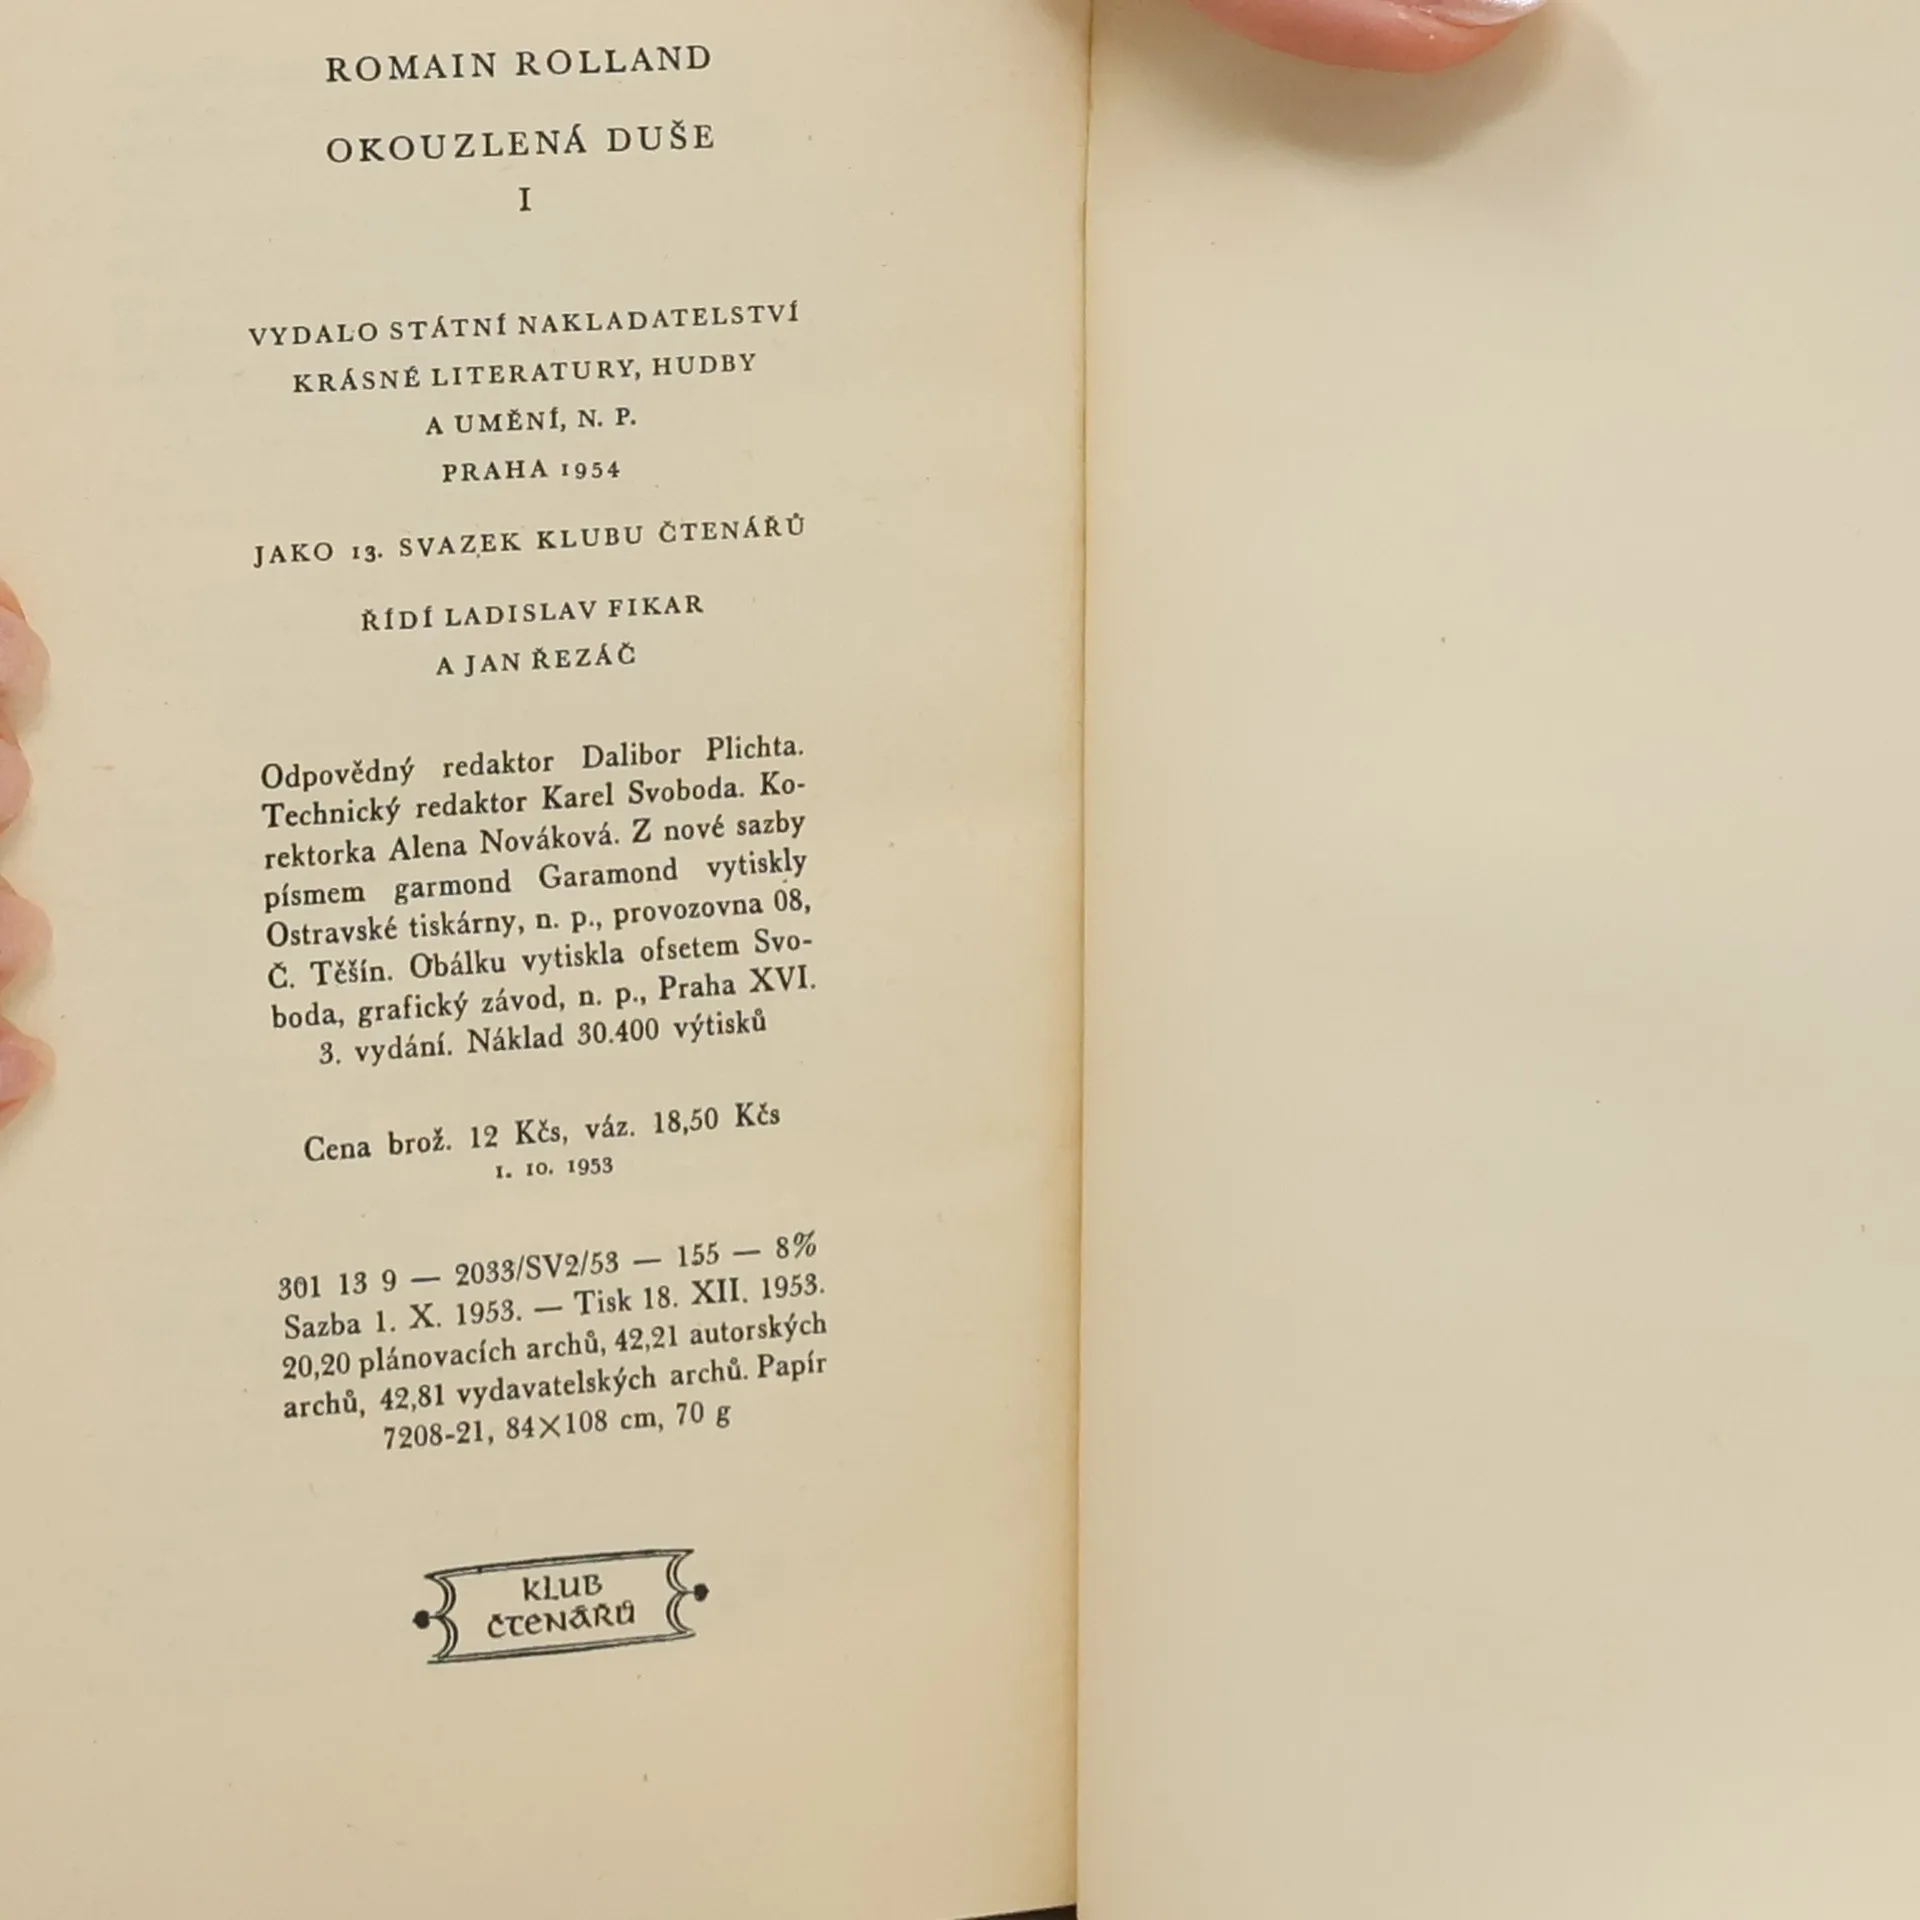 ROMAIN ROLLAND
OKOUZLENÁ DUŠE
I
VYDALO STÁTNÍ NAKLADATELSTVÍ
KRÁSNÉ LITERATURY, HUDBY
A UMĚNÍ, N. P.
PRAHA 1954
JAKO 13. SVAZEK KLUBU ČTENÁŘŮ
ŘÍDÍ LADISLAV FIKAR
A JAN ŘEZÁČ
Odpovědný redaktor Dalibor Plichta.
Technický redaktor Karel Svoboda. Ko-
rektorka Alena Nováková. Z nové sazby
písmem garmond Garamond vytiskly
Ostravské tiskárny, n. p., provozovna 08,
Č. Těšín. Obálku vytiskla ofsetem Svo-
boda, grafický závod, n. p., Praha XVI.
3. vydání. Náklad 30.400 výtisků
Cena brož. 12 Kčs, váz. 18,50 Kčs
1. 10. 1953
301 13 9 — 2033/SV2/53 — 155 — 8%
Sazba 1. X. 1953. — Tisk 18. XII. 1953.
20,20 plánovacích archů, 42,21 autorských
archů, 42,81 vydavatelských archů. Papír
7208-21, 84×108 cm, 70 g
KLUB
ČTENÁŘŮ